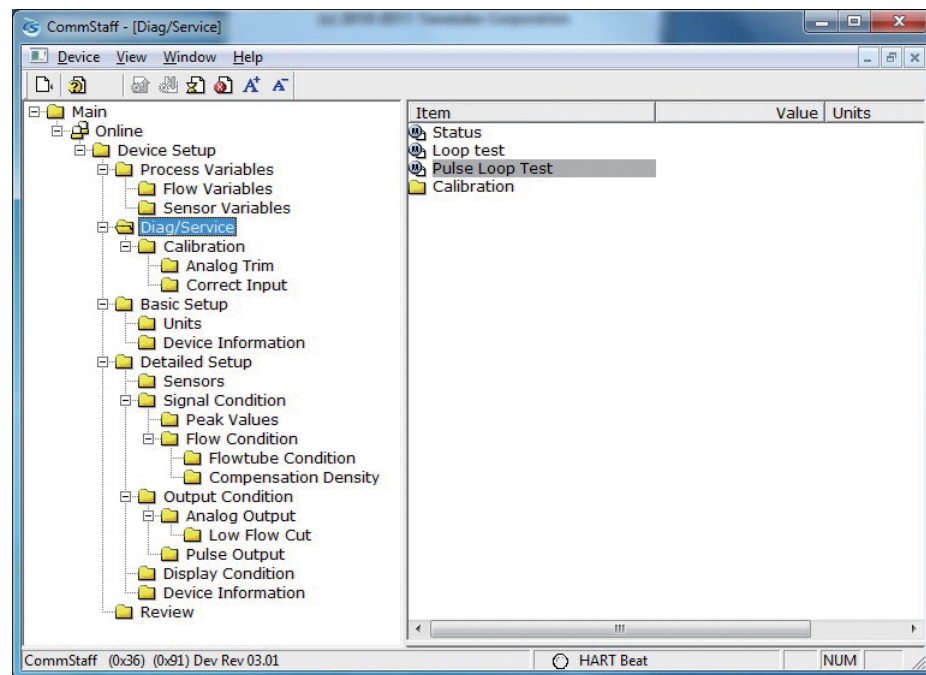 CommStaff - [Diag/Service]
Device View Window Help
Main
Online
Device Setup
Process Variables
Flow Variables
Sensor Variables
Diag/Service
Calibration
Analog Trim
Correct Input
Basic Setup
Units
Device Information
Detailed Setup
Sensors
Signal Condition
Peak Values
Flow Condition
Flowtube Condition
Compensation Density
Output Condition
Analog Output
Low Flow Cut
Pulse Output
Display Condition
Device Information
Review
Item Value Units
Status
Loop test
Pulse Loop Test
Calibration
CommStaff (0x36) (0x91) Dev Rev 03.01 HART Beat NUM